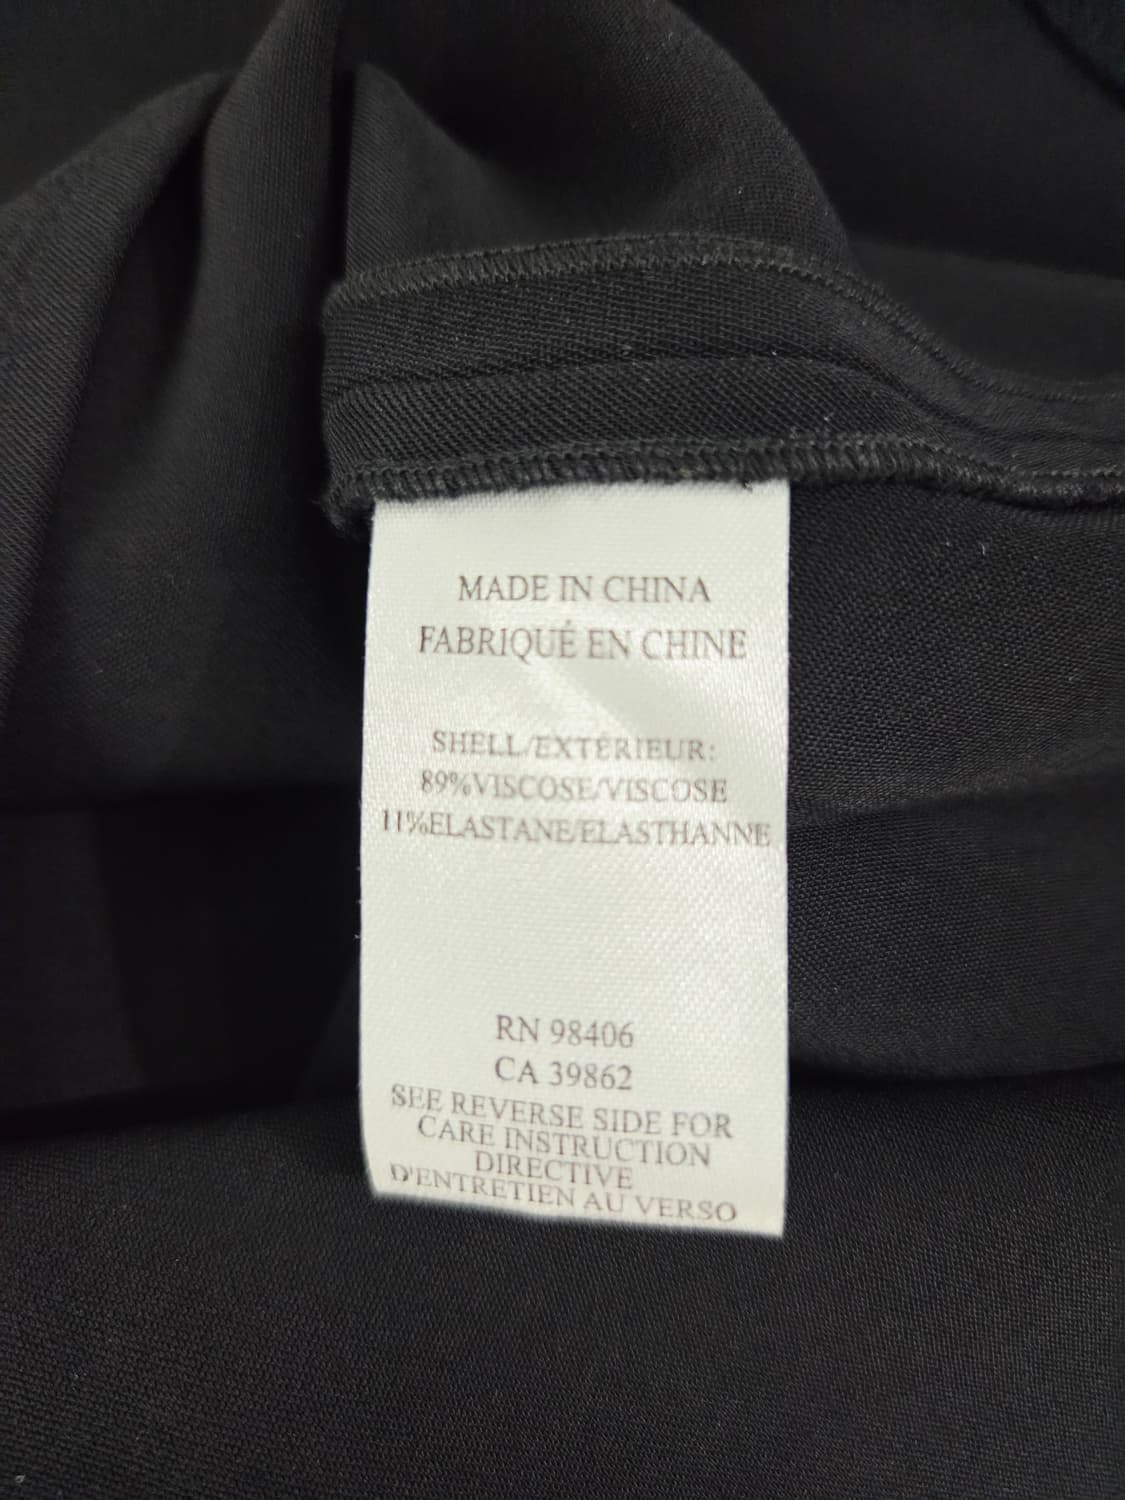 MADE IN CHINA
FABRIQUÉ EN CHINE
SHELL/EXTÉRIEUR:
89%VISCOSE/VISCOSE
11%ELASTANE/ELASTHANNE
RN 98406
CA 39862
SEE REVERSE SIDE FOR
CARE INSTRUCTION
DIRECTIVE
D'ENTRETIEN AU VERSO